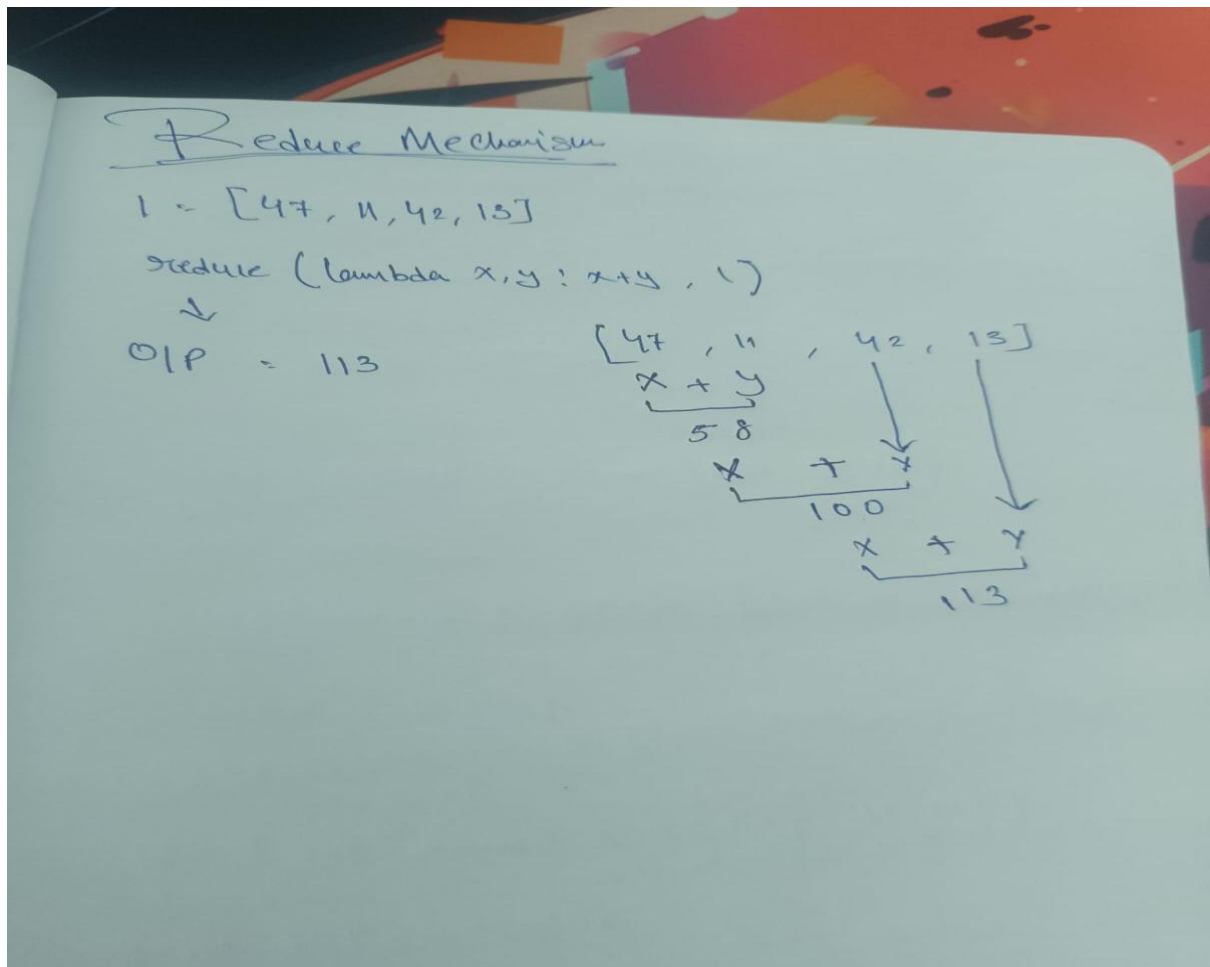 Reduce Mechanism
l = [47, 11, 42, 13]
reduce (lambda x,y: x+y, l)
↓
O/P = 113
[47, 11, 42, 13]
x + y
58
x + y
100
x + y
113